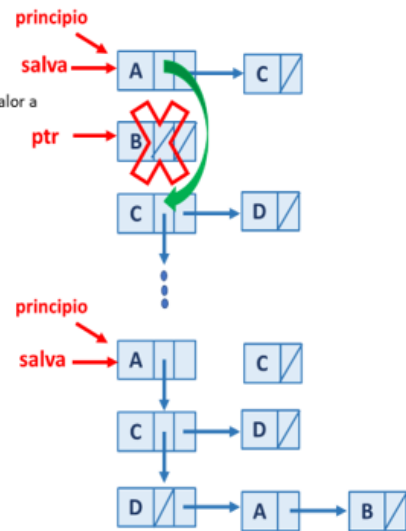 principio
salva A C
alor a
ptr B
C D
principio
salva A C
C D
D A B